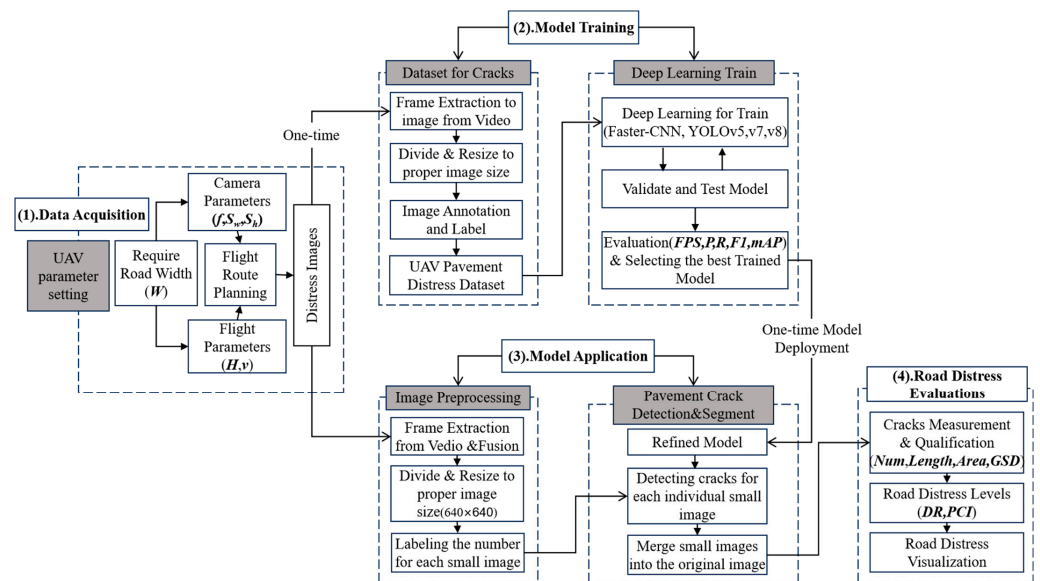 (2).Model Training
Dataset for Cracks
Frame Extraction to
image from Video
Divide & Resize to
proper image size
Image Annotation
and Label
UAV Pavement
Distress Dataset
Deep Learning Train
Deep Learning for Train
(Faster-CNN, YOLOv5,v7,v8)
Validate and Test Model
Evaluation(FPS,P,R,F1,mAP)
& Selecting the best Trained
Model
One-time
(1).Data Acquisition
UAV
parameter
setting
Require
Road Width
(W)
Camera
Parameters
(f,Sw,Sh)
Flight
Route
Planning
Flight
Parameters
(H,v)
Distress Images
One-time Model
Deployment
(3).Model Application
Image Preprocessing
Frame Extraction
from Vedio &Fusion
Divide & Resize to
proper image
size(640×640)
Labeling the number
for each small image
Pavement Crack
Detection&Segment
Refined Model
Detecting cracks for
each individual small
image
Merge small images
into the original image
(4).Road Distress
Evaluations
Cracks Measurement
& Qualification
(Num,Length,Area,GSD)
Road Distress Levels
(DR,PCI)
Road Distress
Visualization